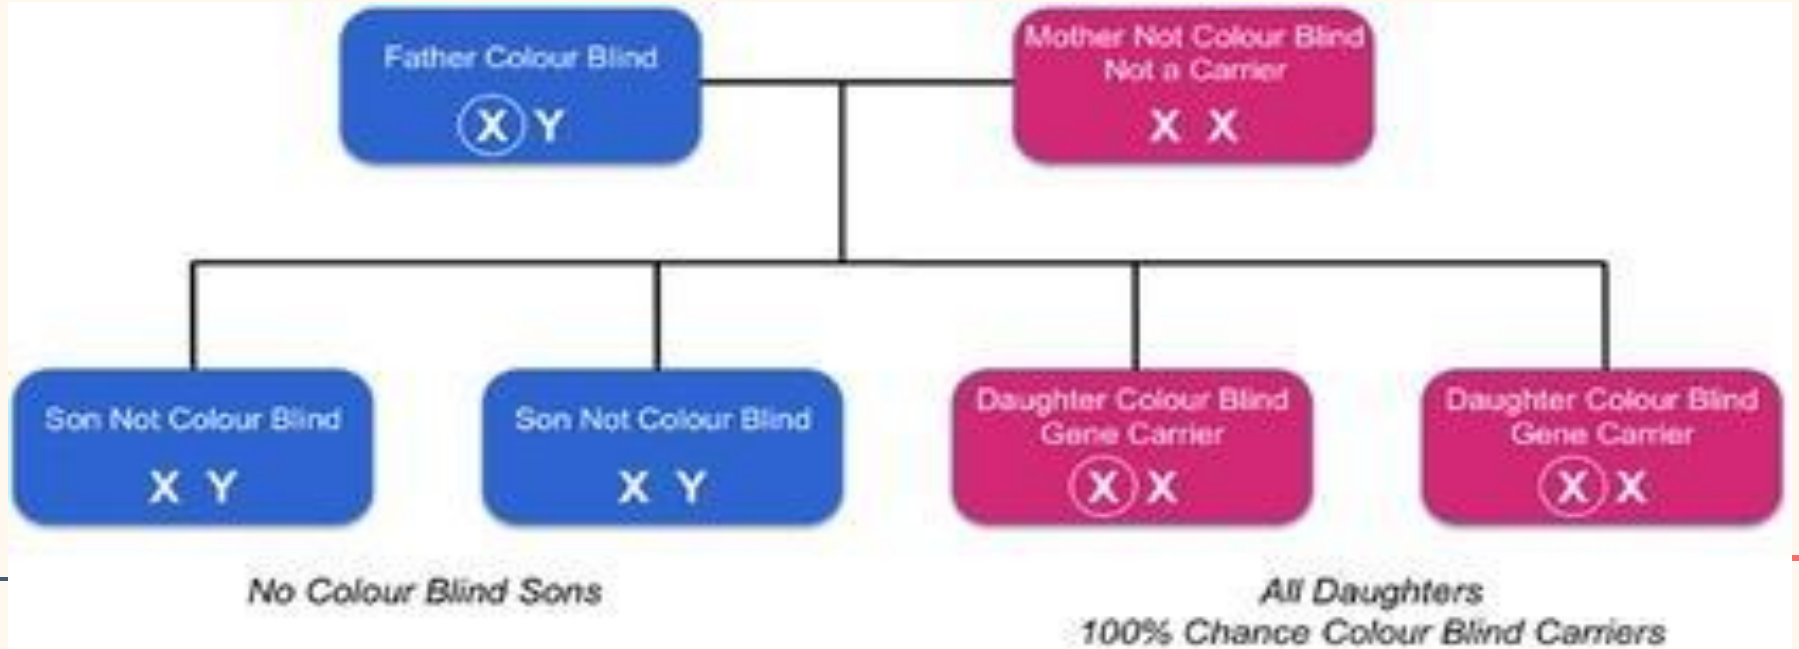 Father Colour Blind
X Y
Mother Not Colour Blind
Not a Carrier
X X
Son Not Colour Blind
X Y
Son Not Colour Blind
X Y
Daughter Colour Blind
Gene Carrier
X X
Daughter Colour Blind
Gene Carrier
X X
No Colour Blind Sons
All Daughters
100% Chance Colour Blind Carriers